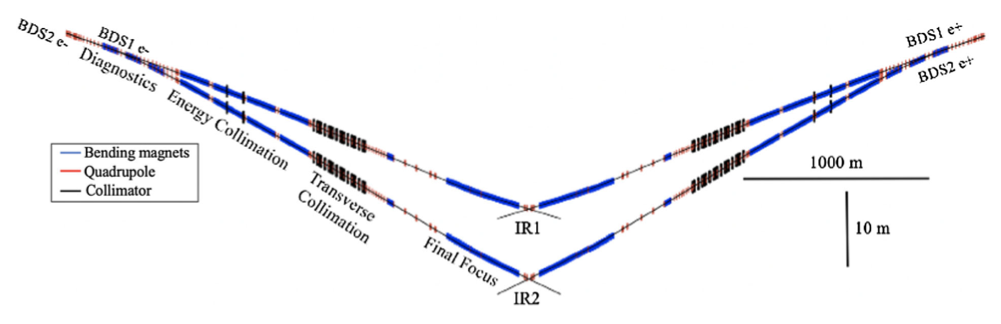 BDS2 e-
BDS1 e-
Diagnostics
Energy Collimation
Transverse
Collimation
Final Focus
Bending magnets
Quadrupole
Collimator
IR1
IR2
BDS1 e+
BDS2 e+
1000 m
10 m